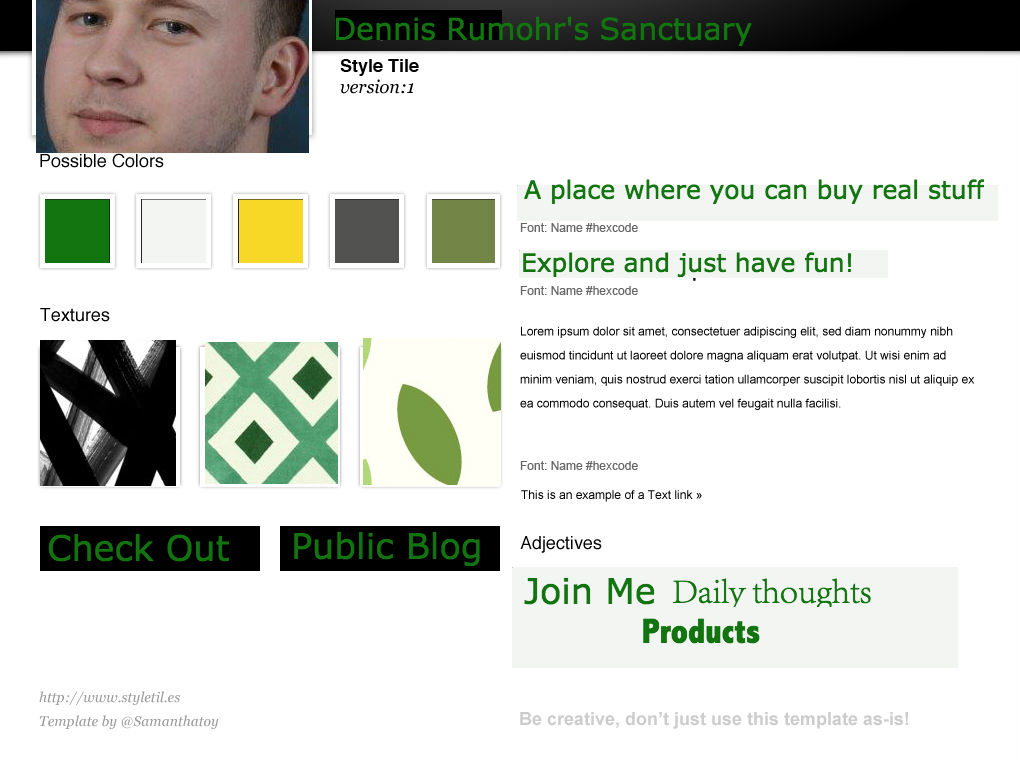 Dennis Rumohr's Sanctuary
Style Tile
version:1
Possible Colors
A place where you can buy real stuff
Font: Name #hexcode
Explore and just have fun!
Font: Name #hexcode
Textures
Lorem ipsum dolor sit amet, consectetuer adipiscing elit, sed diam nonummy nibh
euismod tincidunt ut laoreet dolore magna aliquam erat volutpat. Ut wisi enim ad
minim veniam, quis nostrud exerci tation ullamcorper suscipit lobortis nisl ut aliquip ex
ea commodo consequat. Duis autem vel feugait nulla facilisi.
Font: Name #hexcode
This is an example of a Text link »
Check Out
Public Blog
Adjectives
Join Me Daily thoughts
Products
http://www.styletil.es
Template by @Samanthatoy
Be creative, don’t just use this template as-is!